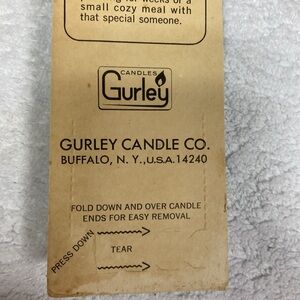 small cozy meal with
that special someone.
CANDLES
Gurley
GURLEY CANDLE CO.
BUFFALO, N. Y., U.S.A. 14240
FOLD DOWN AND OVER CANDLE
ENDS FOR EASY REMOVAL
PRESS DOWN
TEAR